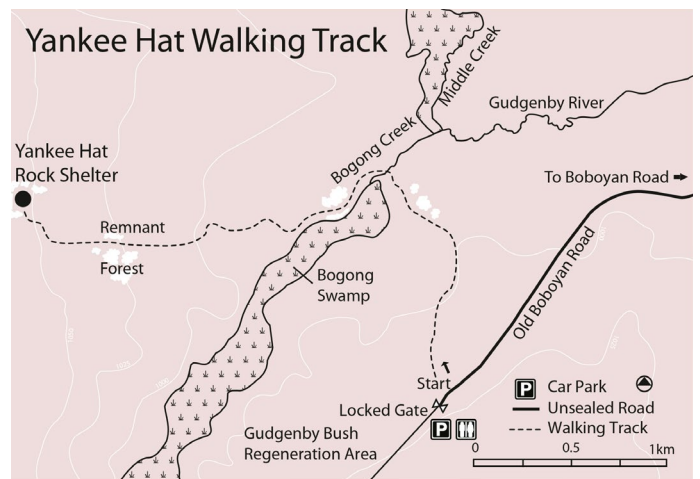 Yankee Hat Walking Track
Middle Creek
Gudgenby River
Bogong Creek
Yankee Hat
Rock Shelter
To Boboyan Road
Remnant
Forest
Bogong
Swamp
Old Boboyan Road
Start
Locked Gate
P
Gudgenby Bush
Regeneration Area
P Car Park
Unsealed Road
Walking Track
0 0.5 1km